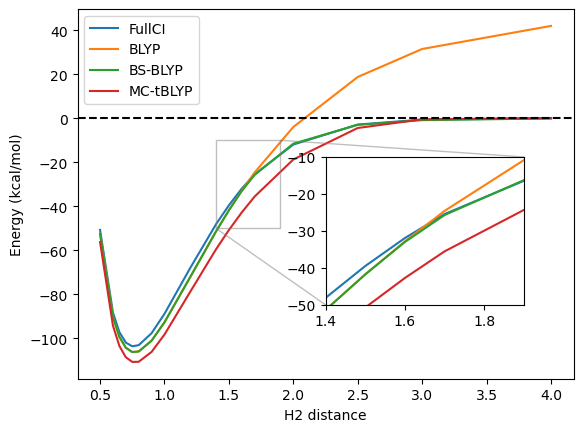 FullCI
BLYP
BS-BLYP
MC-tBLYP
Energy (kcal/mol)
40
20
0
−20
−40
−60
−80
−100
−10
−20
−30
−40
−50
1.4 1.6 1.8
0.5 1.0 1.5 2.0 2.5 3.0 3.5 4.0
H2 distance